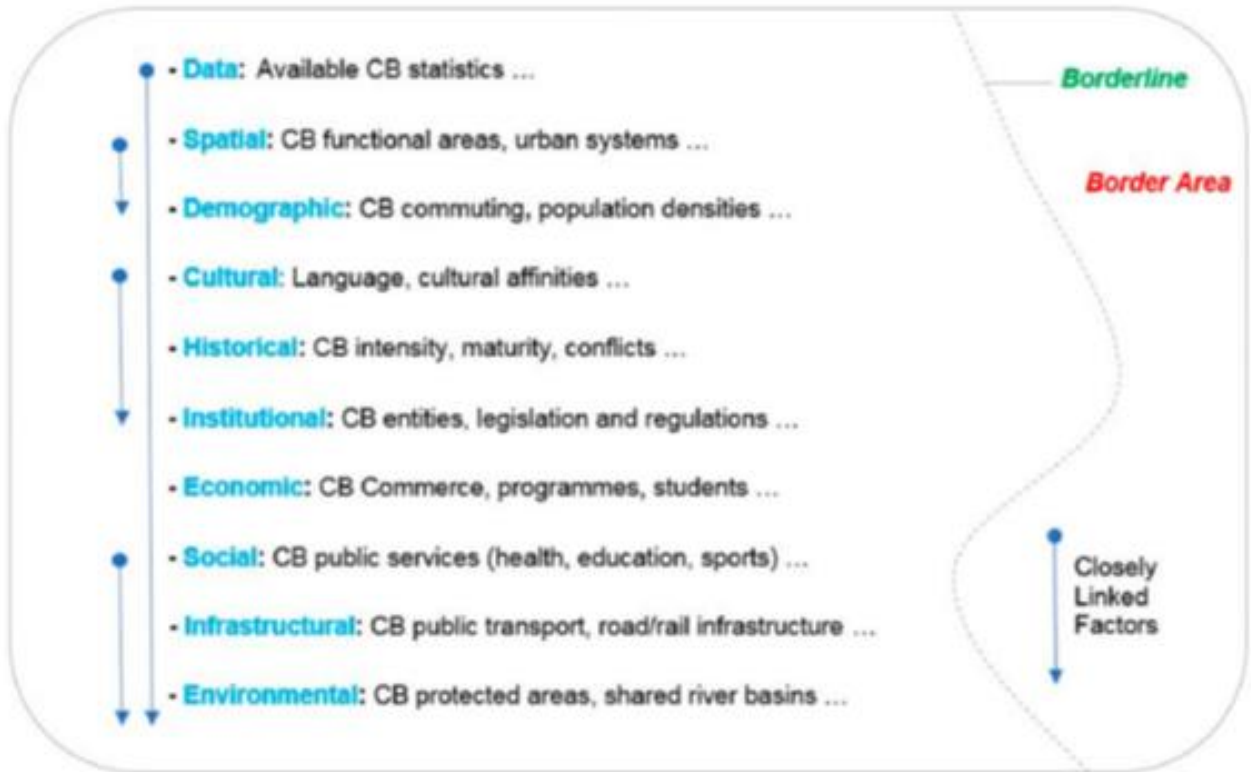 - Data: Available CB statistics ...
Borderline
- Spatial: CB functional areas, urban systems ...
Border Area
- Demographic: CB commuting, population densities ...
- Cultural: Language, cultural affinities ...
- Historical: CB intensity, maturity, conflicts ...
- Institutional: CB entities, legislation and regulations ...
- Economic: CB Commerce, programmes, students ...
- Social: CB public services (health, education, sports) ...
- Infrastructural: CB public transport, road/rail infrastructure ...
- Environmental: CB protected areas, shared river basins ...
Closely
Linked
Factors